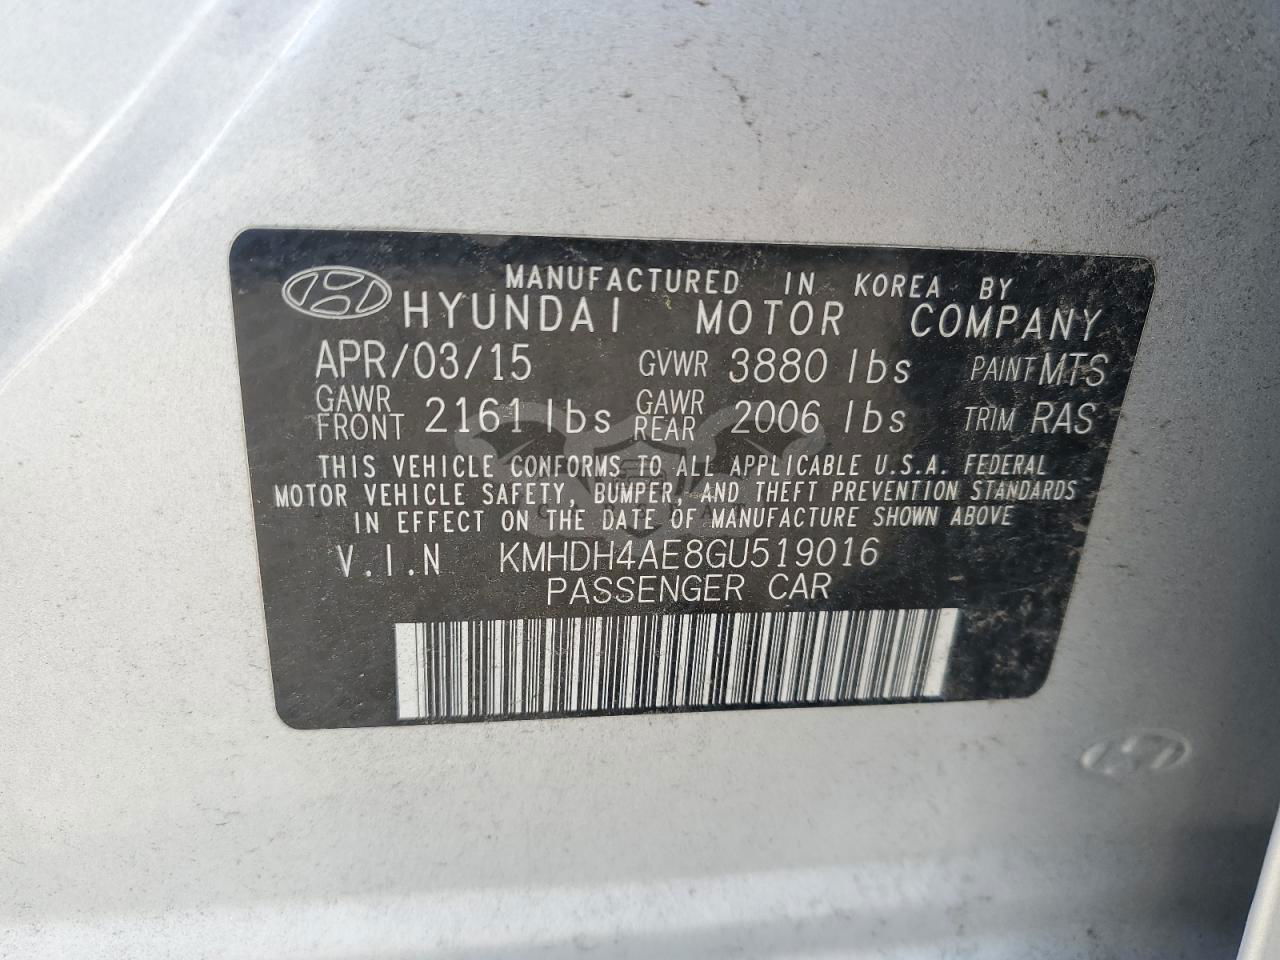 MANUFACTURED IN KOREA BY
HYUNDAI MOTOR COMPANY
APR/03/15 GVWR 3880 lbs PAINT MTS
GAWR FRONT 2161 lbs GAWR REAR 2006 lbs TRIM RAS
THIS VEHICLE CONFORMS TO ALL APPLICABLE U.S.A. FEDERAL
MOTOR VEHICLE SAFETY, BUMPER, AND THEFT PREVENTION STANDARDS
IN EFFECT ON THE DATE OF MANUFACTURE SHOWN ABOVE
V.I.N KMHDH4AE8GU519016
PASSENGER CAR